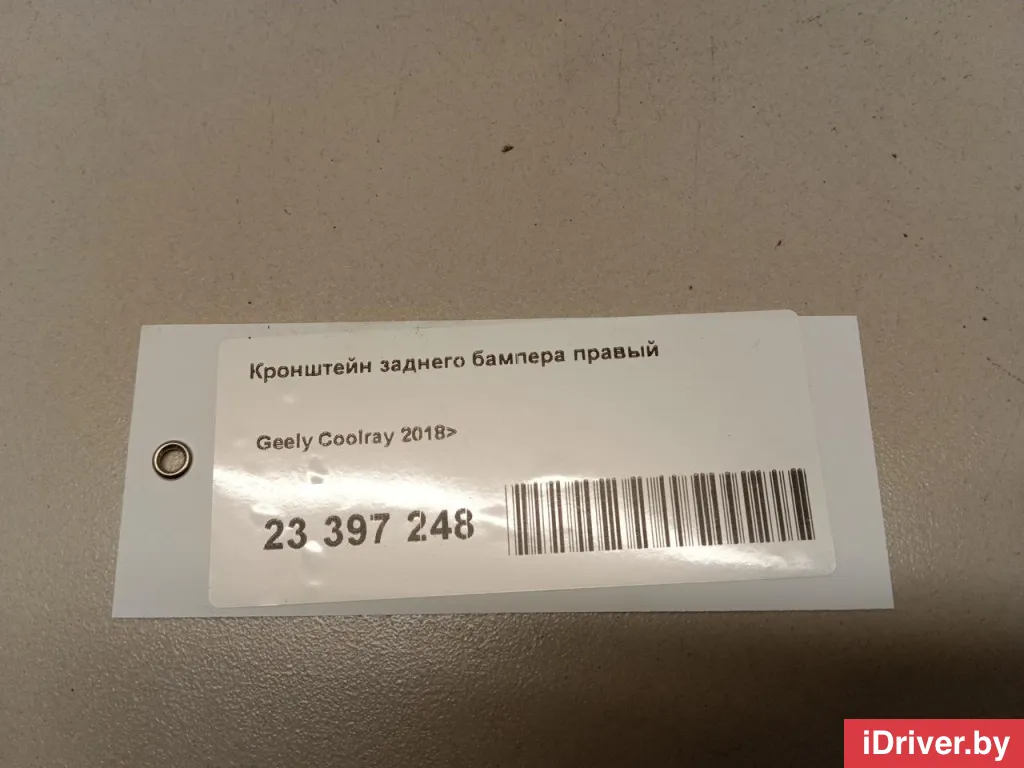 Кронштейн заднего бампера правый
Geely Coolray 2018>
23 397 248
iDriver.by